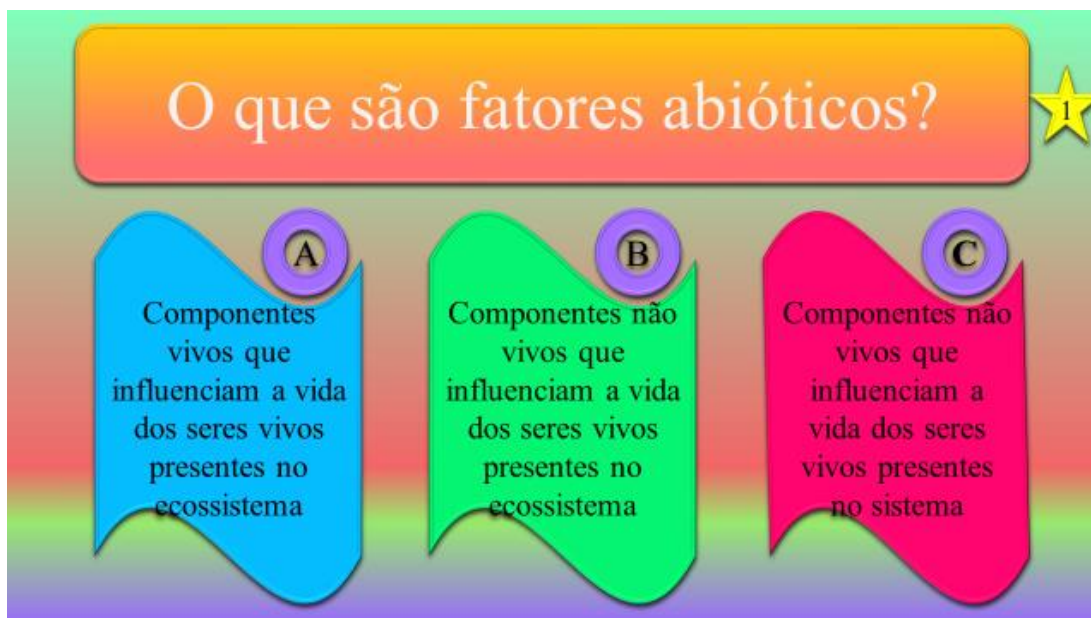 O que são fatores abióticos?
1
A
Componentes
vivos que
influenciam a vida
dos seres vivos
presentes no
ecossistema
B
Componentes não
vivos que
influenciam a vida
dos seres vivos
presentes no
ecossistema
C
Componentes não
vivos que
influenciam a
vida dos seres
vivos presentes
no sistema